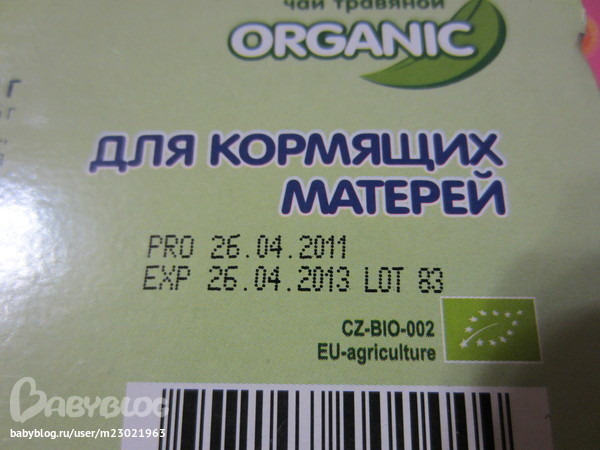 чай травяной
ORGANIC
г
г
ДЛЯ КОРМЯЩИХ
МАТЕРЕЙ
PRO 26.04.2011
EXP 26.04.2013 LOT 83
CZ-BIO-002
EU-agriculture
BABYBLOG
babyblog.ru/user/m23021963